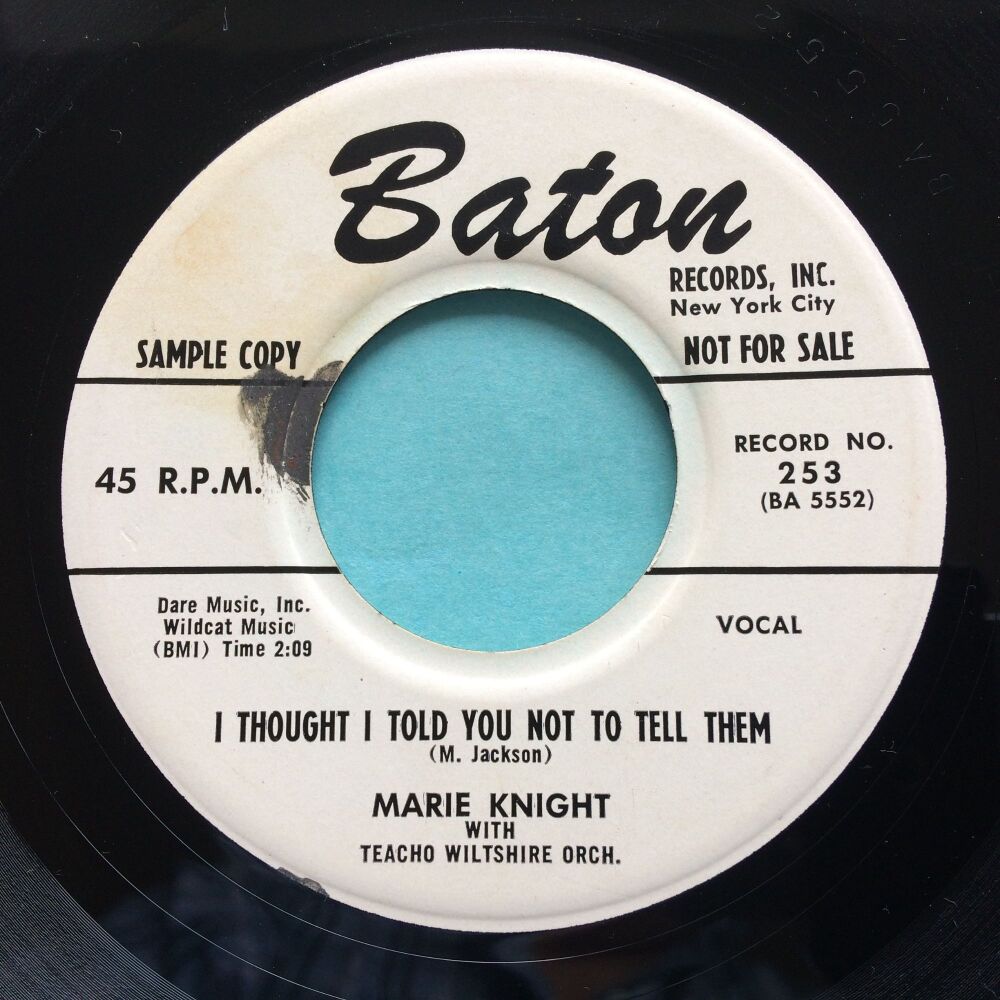 Baton
RECORDS, INC.
New York City
SAMPLE COPY
NOT FOR SALE
45 R.P.M.
RECORD NO.
253
(BA 5552)
Dare Music, Inc.
Wildcat Music
(BMI) Time 2:09
VOCAL
I THOUGHT I TOLD YOU NOT TO TELL THEM
(M. Jackson)
MARIE KNIGHT
WITH
TEACHO WILTSHIRE ORCH.